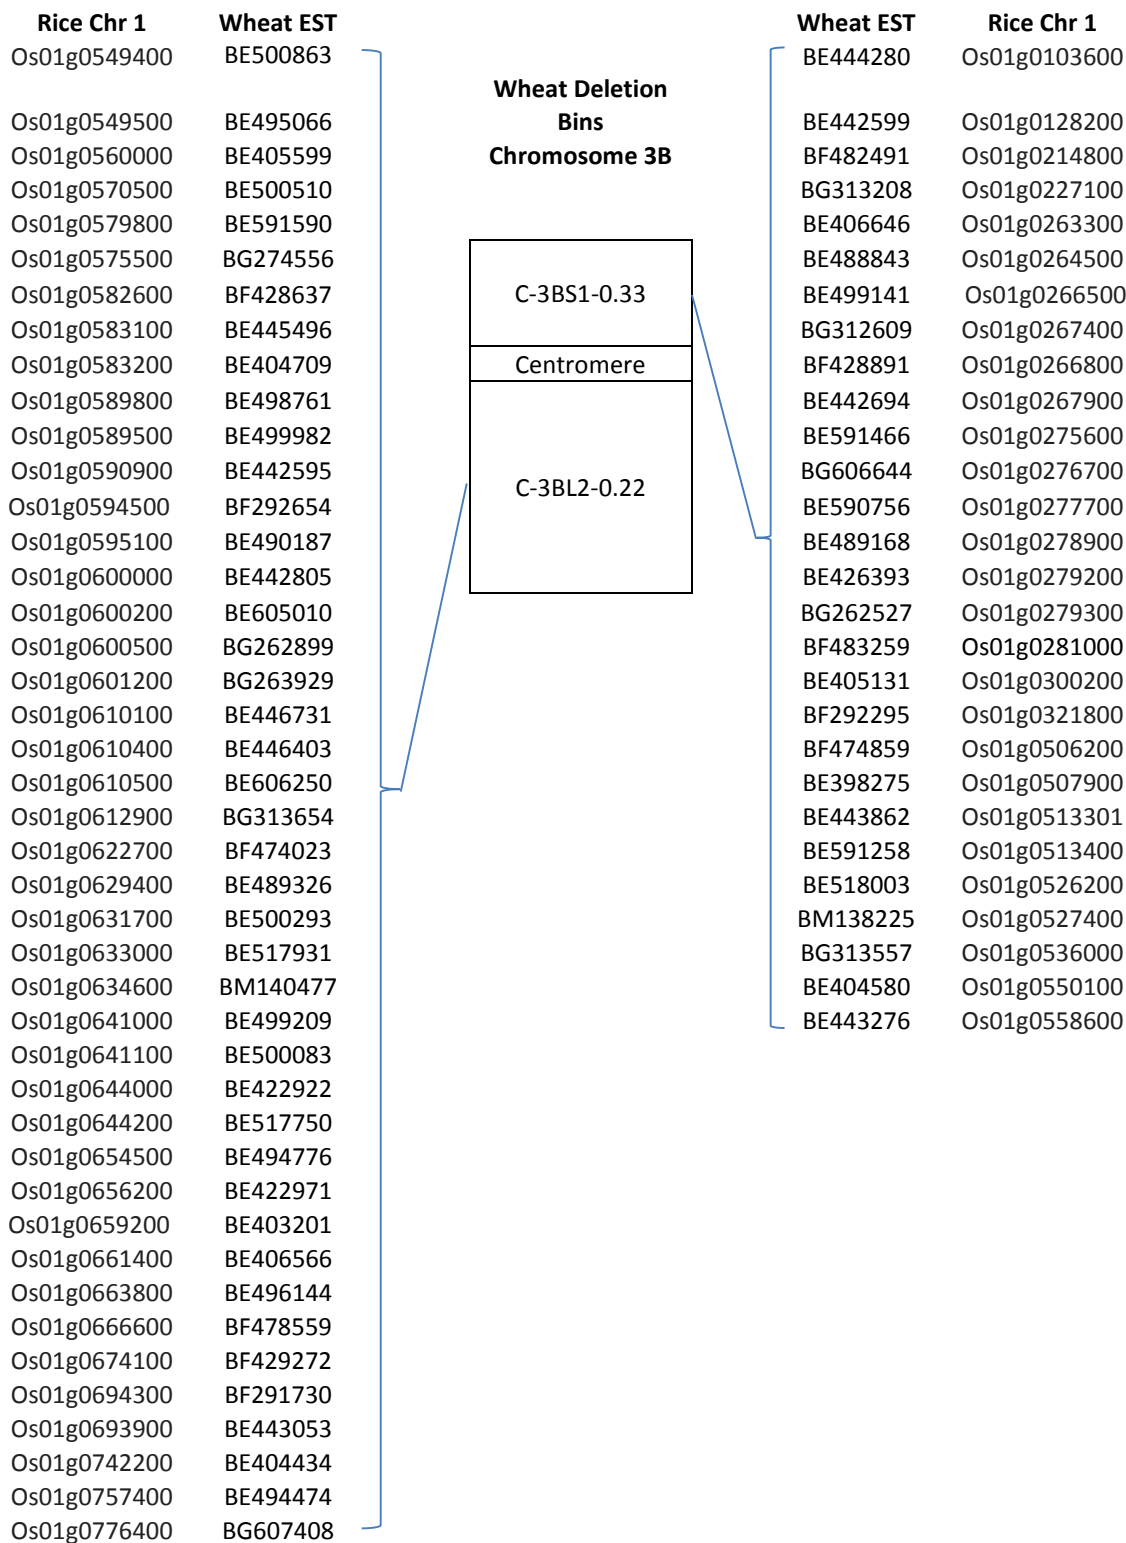 Rice Chr 1 Wheat EST Wheat EST Rice Chr 1
Os01g0549400 BE500863 BE444280 Os01g0103600
Wheat Deletion
Os01g0549500 BE495066 Bins BE442599 Os01g0128200
Os01g0560000 BE405599 Chromosome 3B BF482491 Os01g0214800
Os01g0570500 BE500510 BG313208 Os01g0227100
Os01g0579800 BE591590 BE406646 Os01g0263300
Os01g0575500 BG274556 BE488843 Os01g0264500
Os01g0582600 BF428637 C-3BS1-0.33 BE499141 Os01g0266500
Os01g0583100 BE445496 BG312609 Os01g0267400
Os01g0583200 BE404709 Centromere BF428891 Os01g0266800
Os01g0589800 BE498761 BE442694 Os01g0267900
Os01g0589500 BE499982 BE591466 Os01g0275600
Os01g0590900 BE442595 BG606644 Os01g0276700
Os01g0594500 BF292654 C-3BL2-0.22 BE590756 Os01g0277700
Os01g0595100 BE490187 BE489168 Os01g0278900
Os01g0600000 BE442805 BE426393 Os01g0279200
Os01g0600200 BE605010 BG262527 Os01g0279300
Os01g0600500 BG262899 BF483259 Os01g0281000
Os01g0601200 BG263929 BE405131 Os01g0300200
Os01g0610100 BE446731 BF292295 Os01g0321800
Os01g0610400 BE446403 BF474859 Os01g0506200
Os01g0610500 BE606250 BE398275 Os01g0507900
Os01g0612900 BG313654 BE443862 Os01g0513301
Os01g0622700 BF474023 BE591258 Os01g0513400
Os01g0629400 BE489326 BE518003 Os01g0526200
Os01g0631700 BE500293 BM138225 Os01g0527400
Os01g0633000 BE517931 BG313557 Os01g0536000
Os01g0634600 BM140477 BE404580 Os01g0550100
Os01g0641000 BE499209 BE443276 Os01g0558600
Os01g0641100 BE500083
Os01g0644000 BE422922
Os01g0644200 BE517750
Os01g0654500 BE494776
Os01g0656200 BE422971
Os01g0659200 BE403201
Os01g0661400 BE406566
Os01g0663800 BE496144
Os01g0666600 BF478559
Os01g0674100 BF429272
Os01g0694300 BF291730
Os01g0693900 BE443053
Os01g0742200 BE404434
Os01g0757400 BE494474
Os01g0776400 BG607408